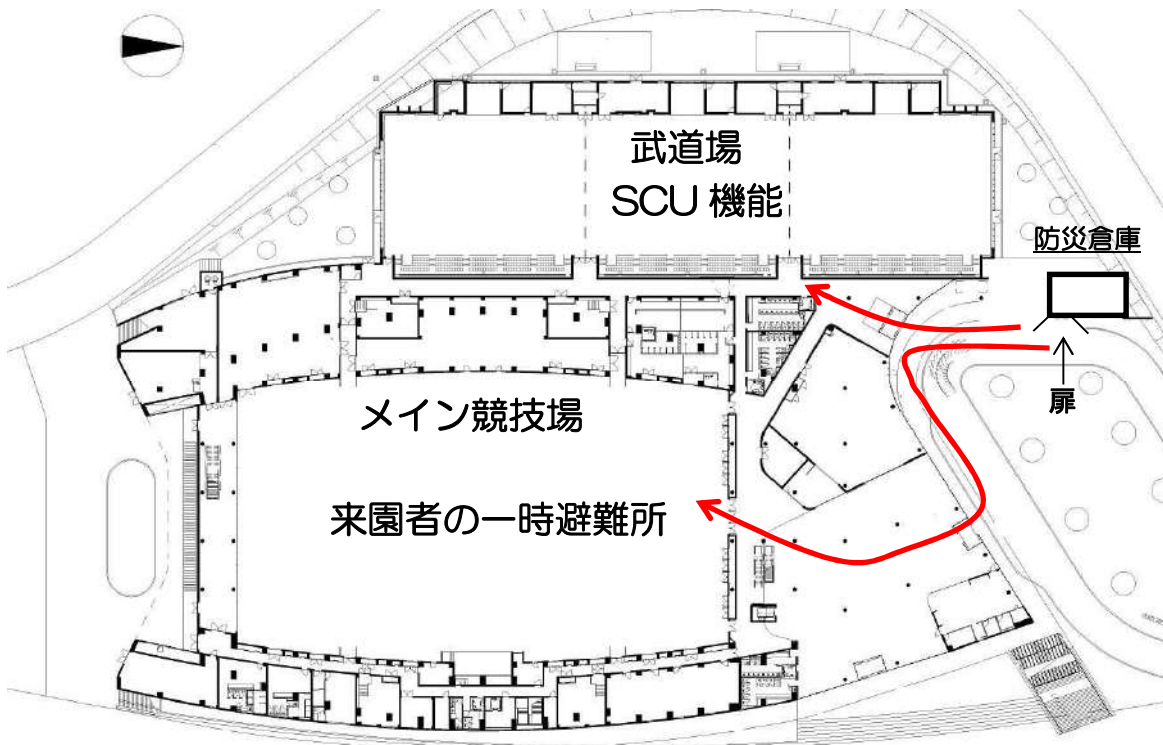 武道場
SCU 機能
防災倉庫
扉
メイン競技場
来園者の一時避難所